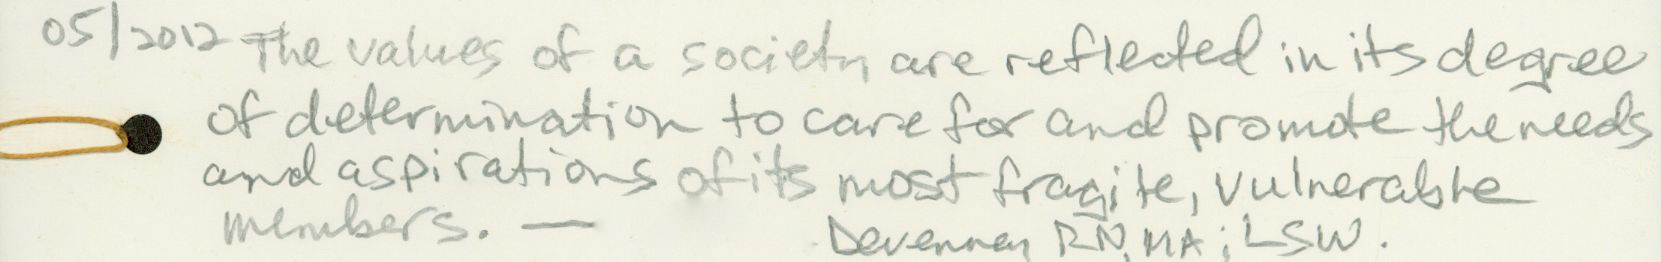 05/2012 The values of a society are reflected in its degree
of determination to care for and promote the needs
and aspirations of its most fragile, vulnerable
members. —
Devenney RN, MA; LSW.